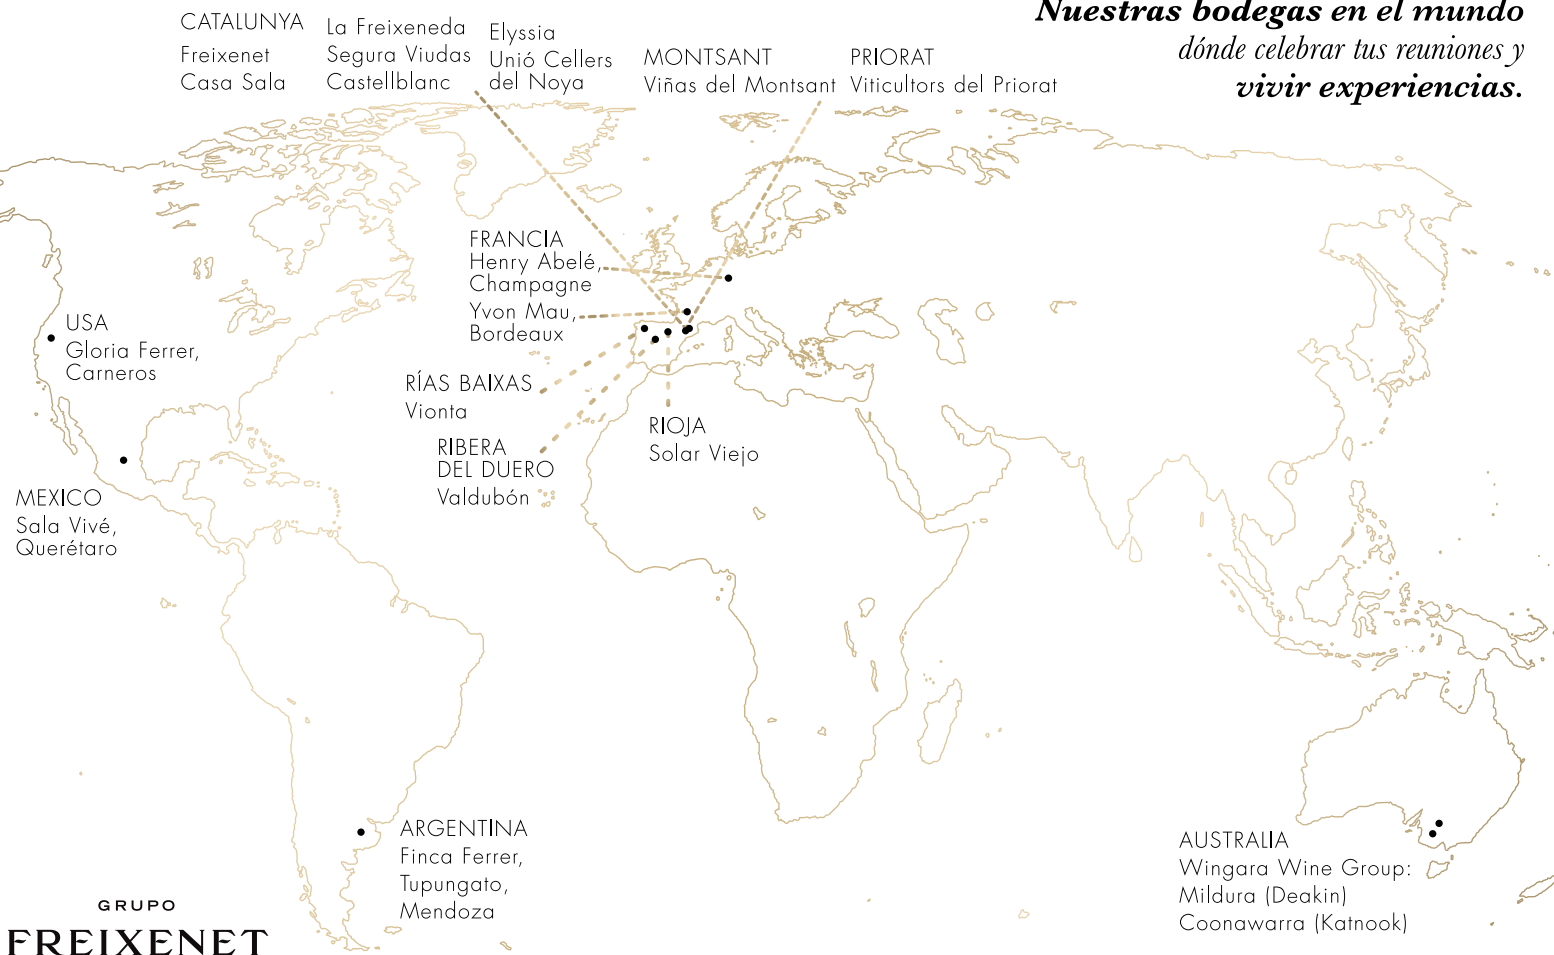 Nuestras bodegas en el mundo
dónde celebrar tus reuniones y
vivir experiencias.
CATALUNYA
Freixenet
Casa Sala
La Freixeneda
Segura Viudas
Castellblanc
Elyssia
Unió Cellers
del Noya
MONTSANT
Viñas del Montsant
PRIORAT
Viticultors del Priorat
FRANCIA
Henry Abelé,
Champagne
Yvon Mau,
Bordeaux
USA
Gloria Ferrer,
Carneros
RÍAS BAIXAS
Vionta
RIOJA
Solar Viejo
RIBERA
DEL DUERO
Valdubón
MEXICO
Sala Vivé,
Querétaro
ARGENTINA
Finca Ferrer,
Tupungato,
Mendoza
AUSTRALIA
Wingara Wine Group:
Mildura (Deakin)
Coonawarra (Katnook)
GRUPO
FREIXENET